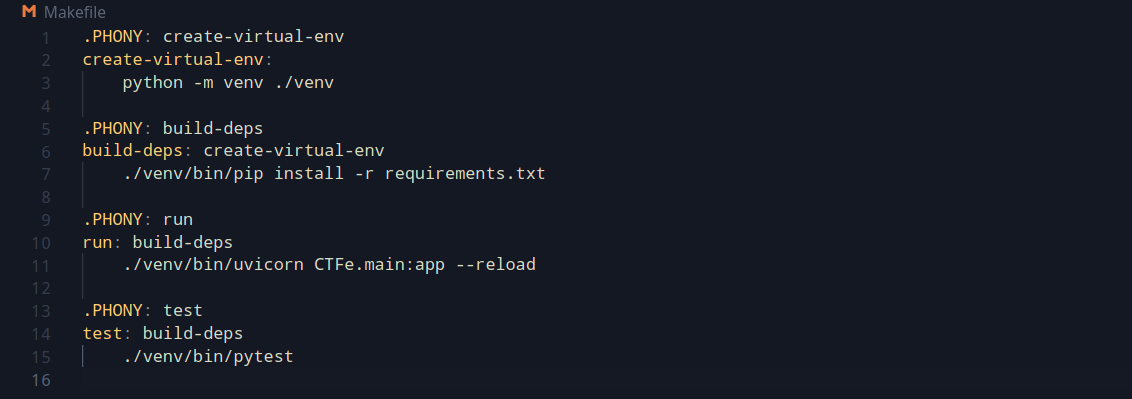 M Makefile
1 .PHONY: create-virtual-env
2 create-virtual-env:
3 python -m venv ./venv
4
5 .PHONY: build-deps
6 build-deps: create-virtual-env
7 ./venv/bin/pip install -r requirements.txt
8
9 .PHONY: run
10 run: build-deps
11 ./venv/bin/uvicorn CTFe.main:app --reload
12
13 .PHONY: test
14 test: build-deps
15 ./venv/bin/pytest
16